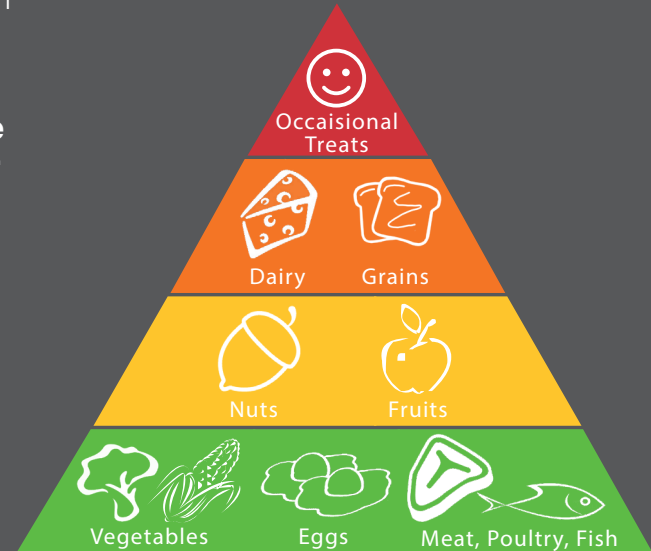 Occaisional
Treats
Dairy Grains
Nuts Fruits
Vegetables Eggs Meat, Poultry, Fish